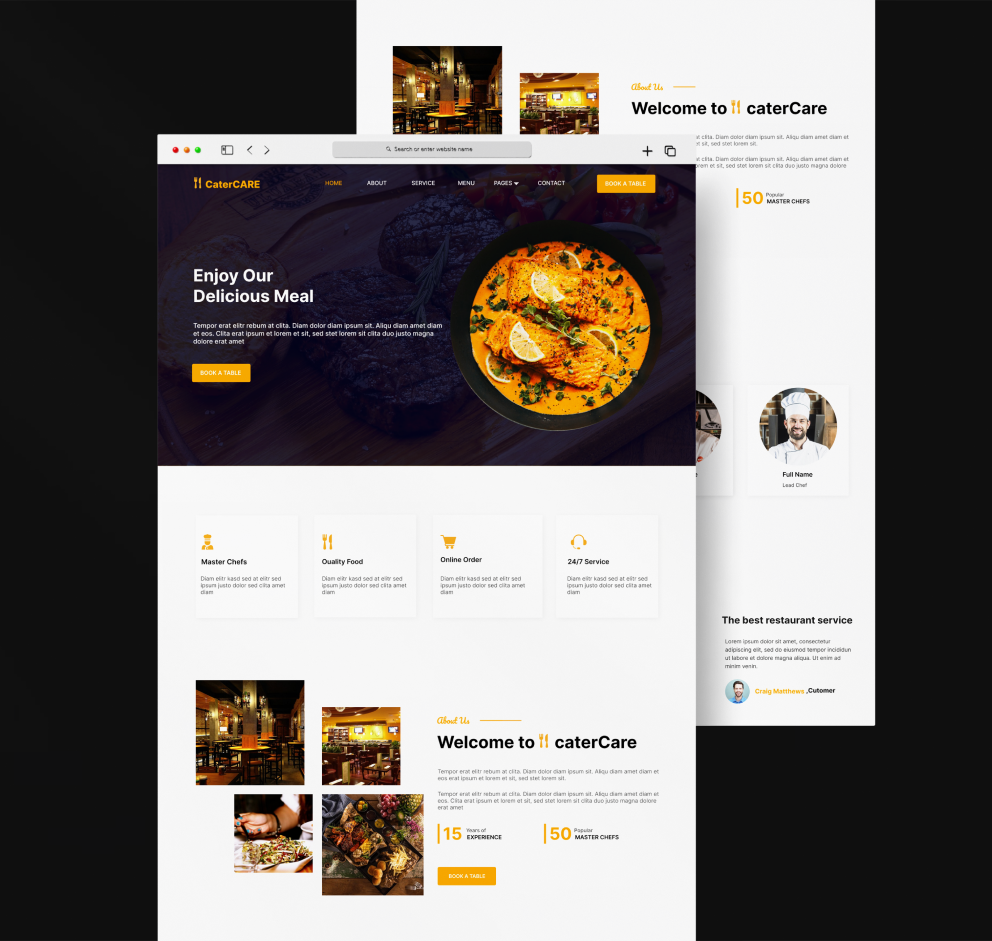 About Us
Welcome to caterCare
clita. Diam dolor diam ipsum sit. Aliqu diam amet diam et
sit, sed stet lorem sit.
clita. Diam dolor diam ipsum sit. Aliqu diam amet diam et
lorem et sit, sed stet lorem sit clita duo justo magna dolore
50 Popular
MASTER CHEFS
Full Name
Lead Chef
The best restaurant service
Lorem ipsum dolor sit amet, consectetur
adipiscing elit, sed do eiusmod tempor incididun
ut labore et dolore magna aliqua. Ut enim ad
minim venin.
Craig Matthews ,Cutomer
Search or enter website name
CaterCARE
HOME ABOUT SERVICE MENU PAGES CONTACT BOOK A TABLE
Enjoy Our
Delicious Meal
Tempor erat elitr rebum at clita. Diam dolor diam ipsum sit. Aliqu diam amet diam
et eos. Clita erat ipsum et lorem et sit, sed stet lorem sit clita duo justo magna
dolore erat amet
BOOK A TABLE
Master Chefs
Diam elitr kasd sed at elitr sed
ipsum justo dolor sed clita amet
diam
Ouality Food
Diam elitr kasd sed at elitr sed
ipsum justo dolor sed clita amet
diam
Online Order
Diam elitr kasd sed at elitr sed
ipsum justo dolor sed clita amet
diam
24/7 Service
Diam elitr kasd sed at elitr sed
ipsum justo dolor sed clita amet
diam
About Us
Welcome to caterCare
Tempor erat elitr rebum at clita. Diam dolor diam ipsum sit. Aliqu diam amet diam et
eos erat ipsum et lorem et sit, sed stet lorem sit.
Tempor erat elitr rebum at clita. Diam dolor diam ipsum sit. Aliqu diam amet diam et
eos. Clita erat ipsum et lorem et sit, sed stet lorem sit clita duo justo magna dolore
erat amet
15 Years of
EXPERIENCE
50 Popular
MASTER CHEFS
BOOK A TABLE